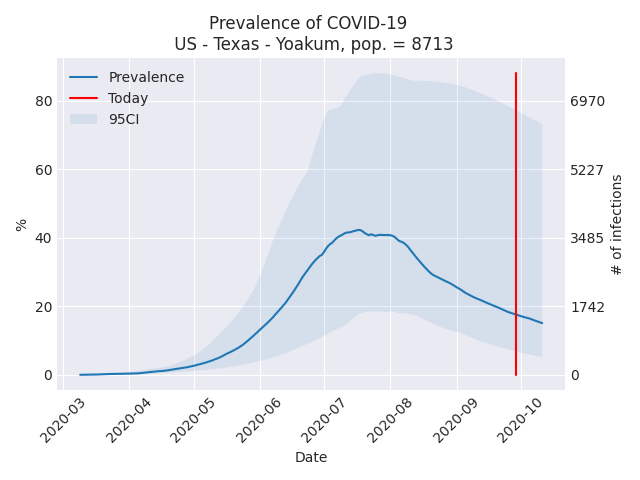 Prevalence of COVID-19
US - Texas - Yoakum, pop. = 8713
Prevalence
Today
95CI
%
80
60
40
20
0
6970
5227
3485
1742
0
# of infections
2020-03
2020-04
2020-05
2020-06
2020-07
2020-08
2020-09
2020-10
Date